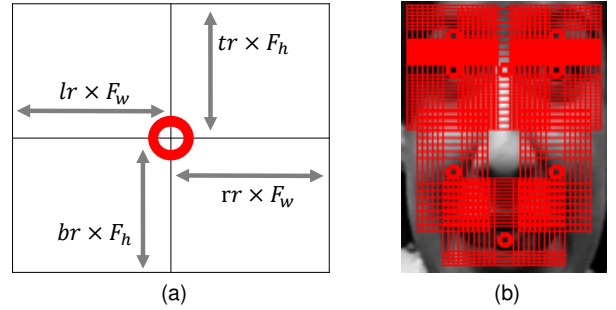 tr × F_h
lr × F_w
rr × F_w
br × F_h
(a)
(b)